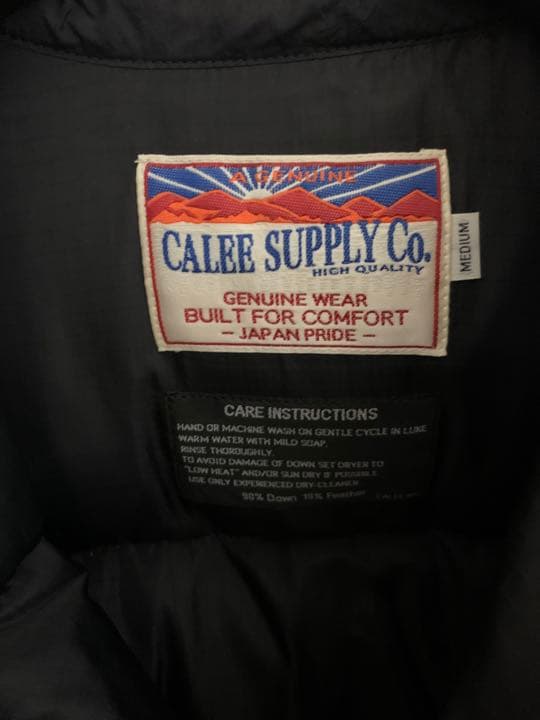 A GENUINE
CALEE SUPPLY Co.
HIGH QUALITY
MEDIUM
GENUINE WEAR
BUILT FOR COMFORT
- JAPAN PRIDE -
CARE INSTRUCTIONS
HAND OR MACHINE WASH ON GENTLE CYCLE IN LUKE
WARM WATER WITH MILD SOAP.
RINSE THOROUGHLY.
TO AVOID DAMAGE OF DOWN SET DRYER TO
"LOW HEAT" AND/OR SUN DRY IF POSSIBLE.
USE ONLY EXPERIENCED DRY-CLEANER
90% Down 10% Feather